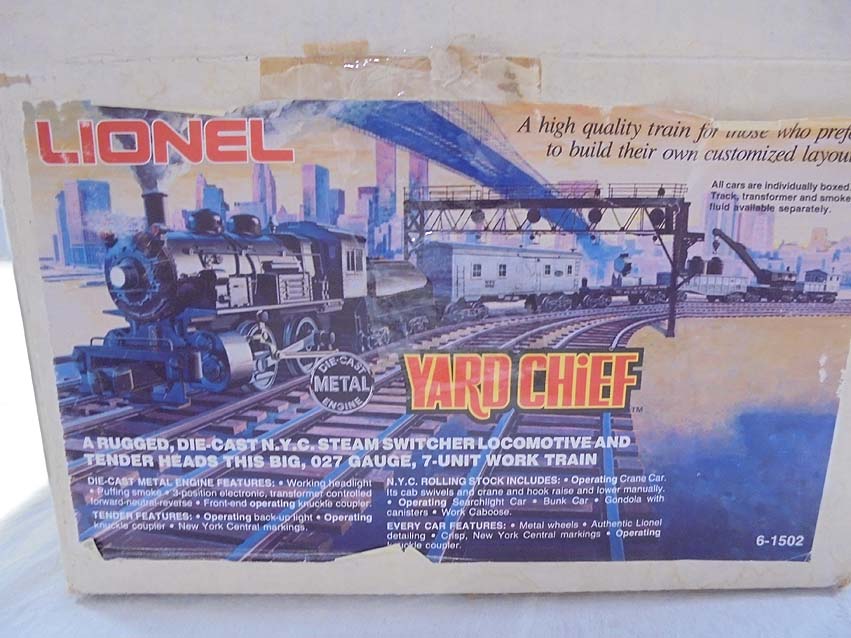 LIONEL
A high quality train for those who prefe
to build their own customized layou
All cars are individually boxed.
Track, transformer and smoke
fluid available separately.
DIE-CAST
METAL
ENGINE
YARD CHIEF
TM
A RUGGED, DIE-CAST N.Y.C. STEAM SWITCHER LOCOMOTIVE AND
TENDER HEADS THIS BIG, 027 GAUGE, 7-UNIT WORK TRAIN
DIE-CAST METAL ENGINE FEATURES: • Working headlight
• Puffing smoke • 3-position electronic, transformer controlled
forward-neutral-reverse • Front-end operating knuckle coupler.
TENDER FEATURES: • Operating back-up light • Operating
knuckle coupler • New York Central markings.
N.Y.C. ROLLING STOCK INCLUDES: • Operating Crane Car.
Its cab swivels and crane and hook raise and lower manually.
• Operating Searchlight Car • Bunk Car • Gondola with
canisters • Work Caboose.
EVERY CAR FEATURES: • Metal wheels • Authentic Lionel
detailing • Crisp, New York Central markings • Operating
knuckle coupler.
6-1502